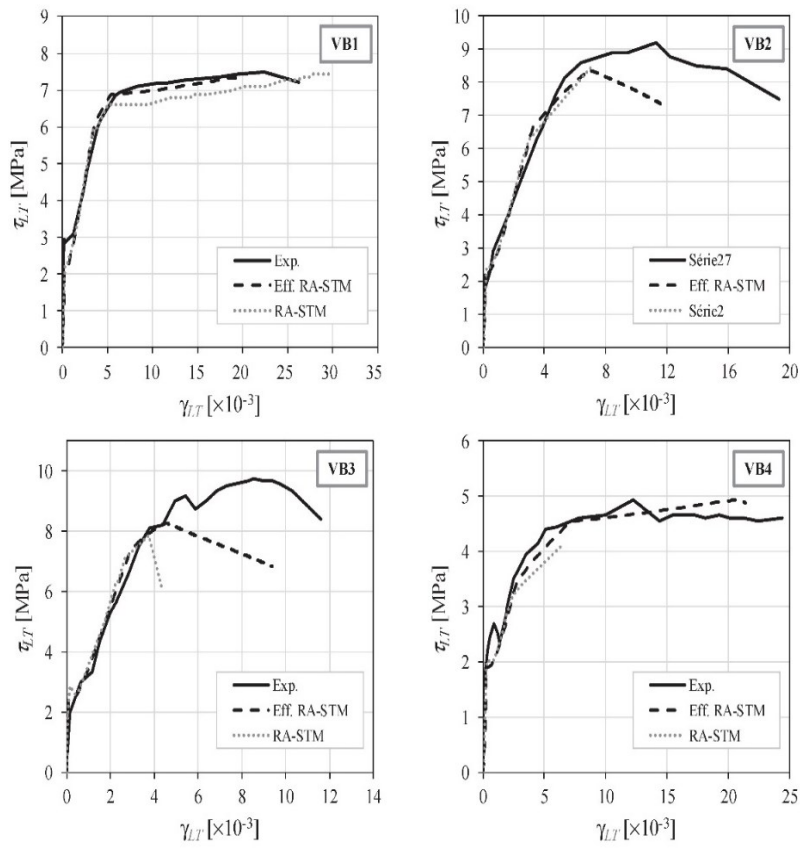 VB1
τLT [MPa]
8
7
6
5
4
3
2
1
0
Exp.
Eff. RA-STM
RA-STM
0 5 10 15 20 25 30 35
γLT [×10⁻³]
VB2
τLT [MPa]
10
9
8
7
6
5
4
3
2
1
0
Série27
Eff. RA-STM
Séric2
0 4 8 12 16 20
γLT [×10⁻³]
VB3
τLT [MPa]
10
8
6
4
2
0
Exp.
Eff. RA-STM
RA-STM
0 2 4 6 8 10 12 14
γLT [×10⁻³]
VB4
τLT [MPa]
6
5
4
3
2
1
0
Exp.
Eff. RA-STM
RA-STM
0 5 10 15 20 25
γLT [×10⁻³]